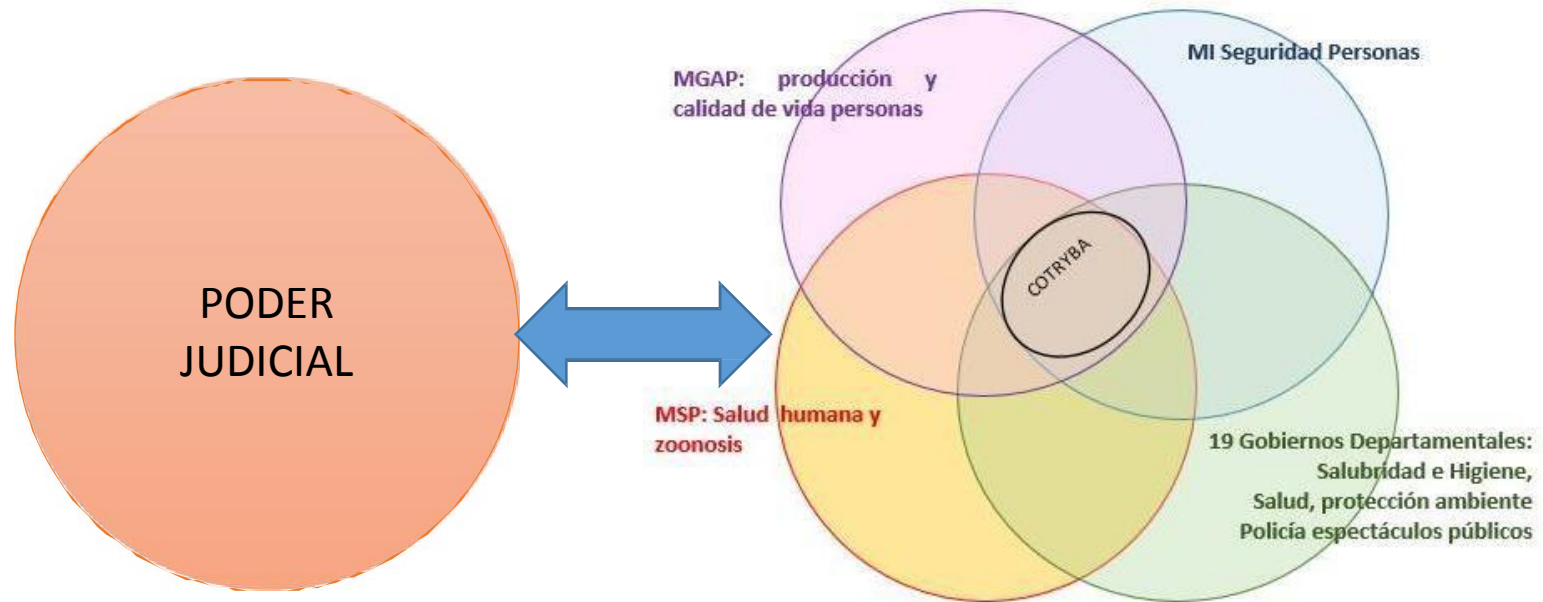 PODER
JUDICIAL
MGAP: producción y
calidad de vida personas
MI Seguridad Personas
COTRYBA
MSP: Salud humana y
zoonosis
19 Gobiernos Departamentales:
Salubridad e Higiene,
Salud, protección ambiente
Policía espectáculos públicos